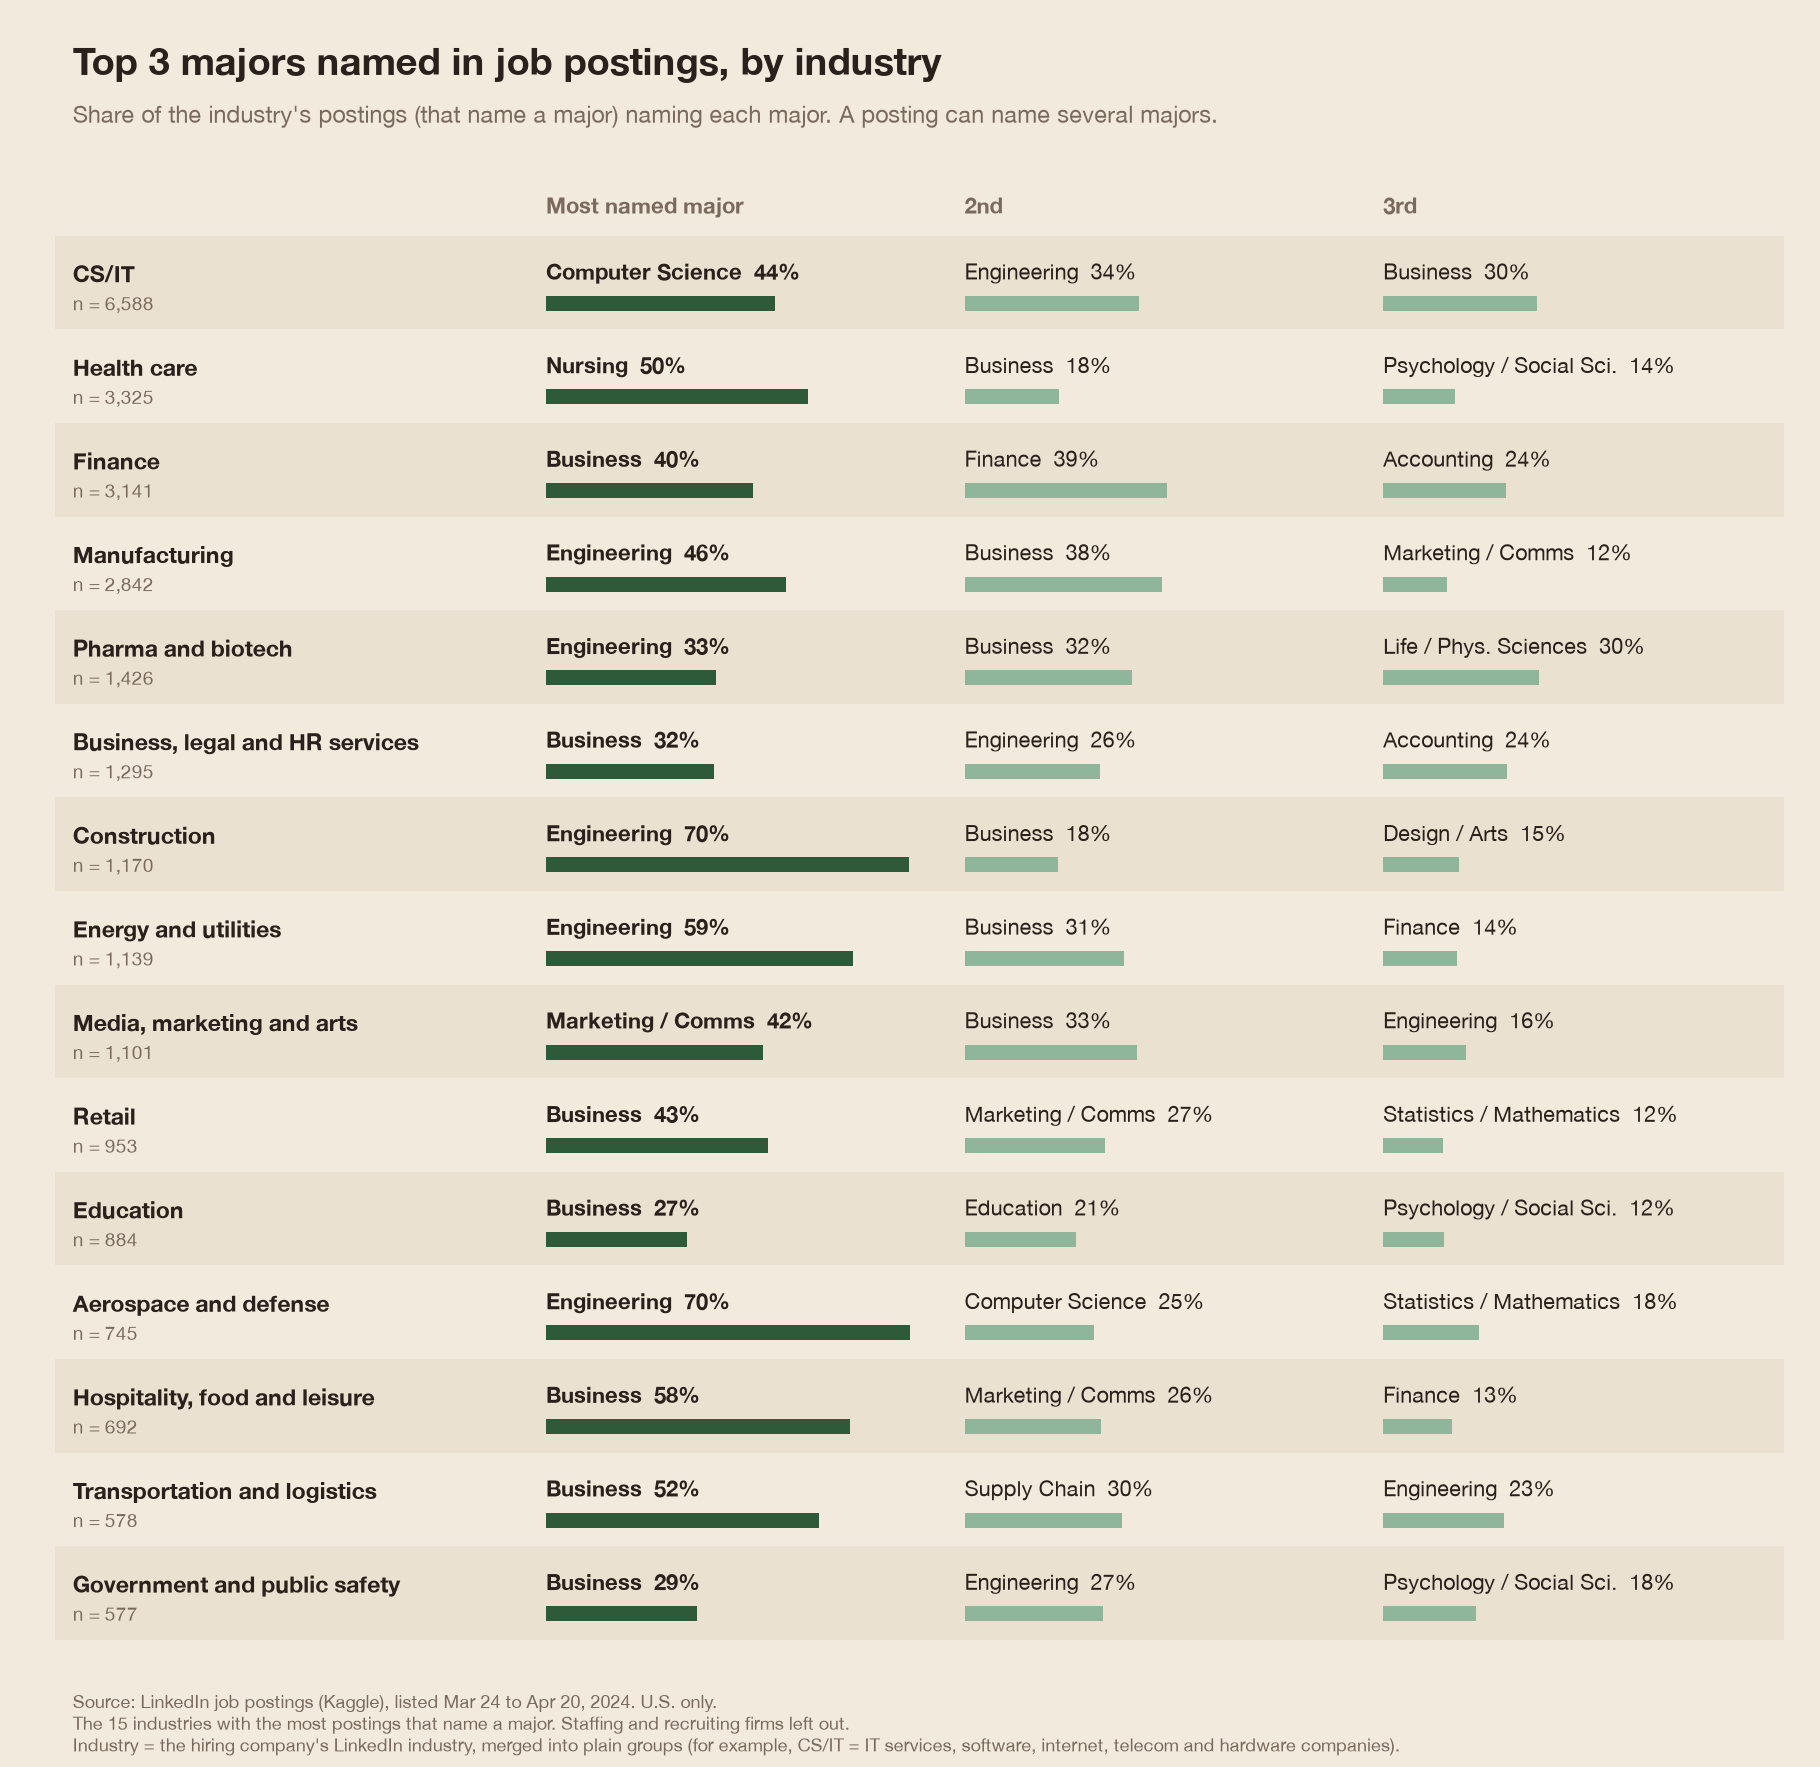 Top 3 majors named in job postings, by industry
Share of the industry's postings (that name a major) naming each major. A posting can name several majors.
Most named major 2nd 3rd
CS/IT
n = 6,588
Computer Science 44%
Engineering 34%
Business 30%
Health care
n = 3,325
Nursing 50%
Business 18%
Psychology / Social Sci. 14%
Finance
n = 3,141
Business 40%
Finance 39%
Accounting 24%
Manufacturing
n = 2,842
Engineering 46%
Business 38%
Marketing / Comms 12%
Pharma and biotech
n = 1,426
Engineering 33%
Business 32%
Life / Phys. Sciences 30%
Business, legal and HR services
n = 1,295
Business 32%
Engineering 26%
Accounting 24%
Construction
n = 1,170
Engineering 70%
Business 18%
Design / Arts 15%
Energy and utilities
n = 1,139
Engineering 59%
Business 31%
Finance 14%
Media, marketing and arts
n = 1,101
Marketing / Comms 42%
Business 33%
Engineering 16%
Retail
n = 953
Business 43%
Marketing / Comms 27%
Statistics / Mathematics 12%
Education
n = 884
Business 27%
Education 21%
Psychology / Social Sci. 12%
Aerospace and defense
n = 745
Engineering 70%
Computer Science 25%
Statistics / Mathematics 18%
Hospitality, food and leisure
n = 692
Business 58%
Marketing / Comms 26%
Finance 13%
Transportation and logistics
n = 578
Business 52%
Supply Chain 30%
Engineering 23%
Government and public safety
n = 577
Business 29%
Engineering 27%
Psychology / Social Sci. 18%
Source: LinkedIn job postings (Kaggle), listed Mar 24 to Apr 20, 2024. U.S. only.
The 15 industries with the most postings that name a major. Staffing and recruiting firms left out.
Industry = the hiring company's LinkedIn industry, merged into plain groups (for example, CS/IT = IT services, software, internet, telecom and hardware companies).